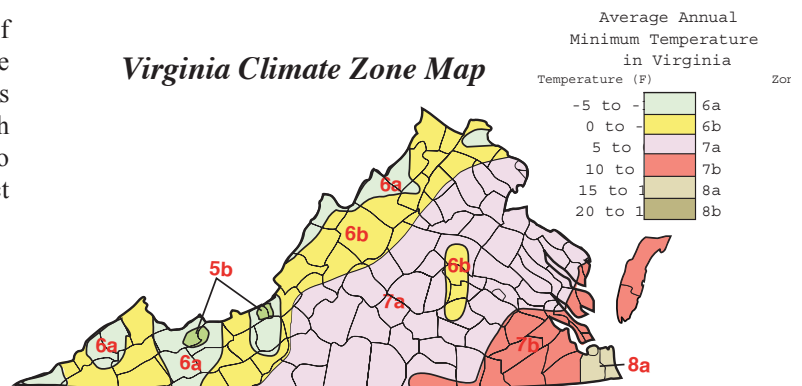 f
e
s
h
o
t
Virginia Climate Zone Map
Average Annual
Minimum Temperature
in Virginia
Temperature (F) Zon
-5 to - 6a
0 to - 6b
5 to 7a
10 to 7b
15 to 1 8a
20 to 1 8b
6a
6b
5b
6b
7a
6a
6a
7b
8a